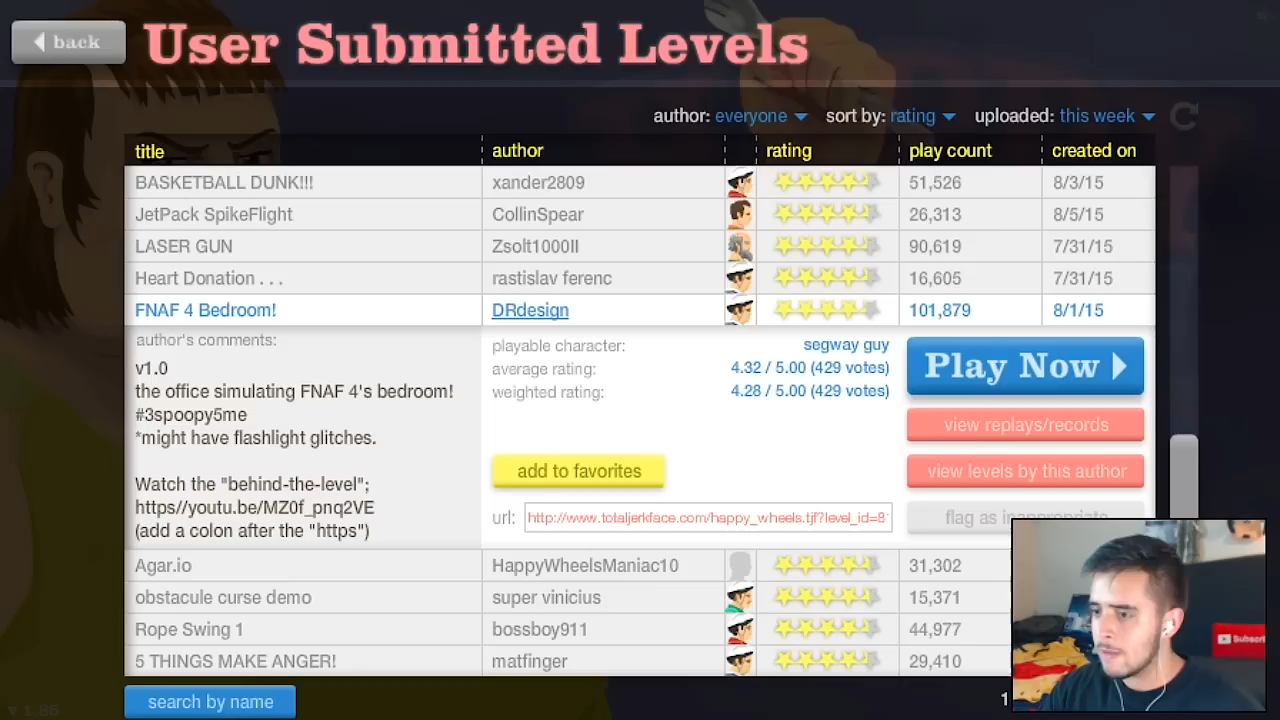 back
User Submitted Levels
author: everyone sort by: rating uploaded: this week
title author rating play count created on
BASKETBALL DUNK!!! xander2809 51,526 8/3/15
JetPack SpikeFlight CollinSpear 26,313 8/5/15
LASER GUN Zsolt1000II 90,619 7/31/15
Heart Donation . . . rastislav ferenc 16,605 7/31/15
FNAF 4 Bedroom! DRdesign 101,879 8/1/15
author's comments:
v1.0
the office simulating FNAF 4's bedroom!
#3spoopy5me
*might have flashlight glitches.
Watch the "behind-the-level";
https//youtu.be/MZ0f_pnq2VE
(add a colon after the "https")
playable character: segway guy
average rating: 4.32 / 5.00 (429 votes)
weighted rating: 4.28 / 5.00 (429 votes)
add to favorites
url: http://www.totaljerkface.com/happy_wheels.tjf?level_id=8
Play Now
view replays/records
view levels by this author
flag as inappropriate
Agar.io HappyWheelsManiac10 31,302
obstacule curse demo super vinicius 15,371
Rope Swing 1 bossboy911 44,977
5 THINGS MAKE ANGER! matfinger 29,410
search by name
1
v 1.86
Subscri